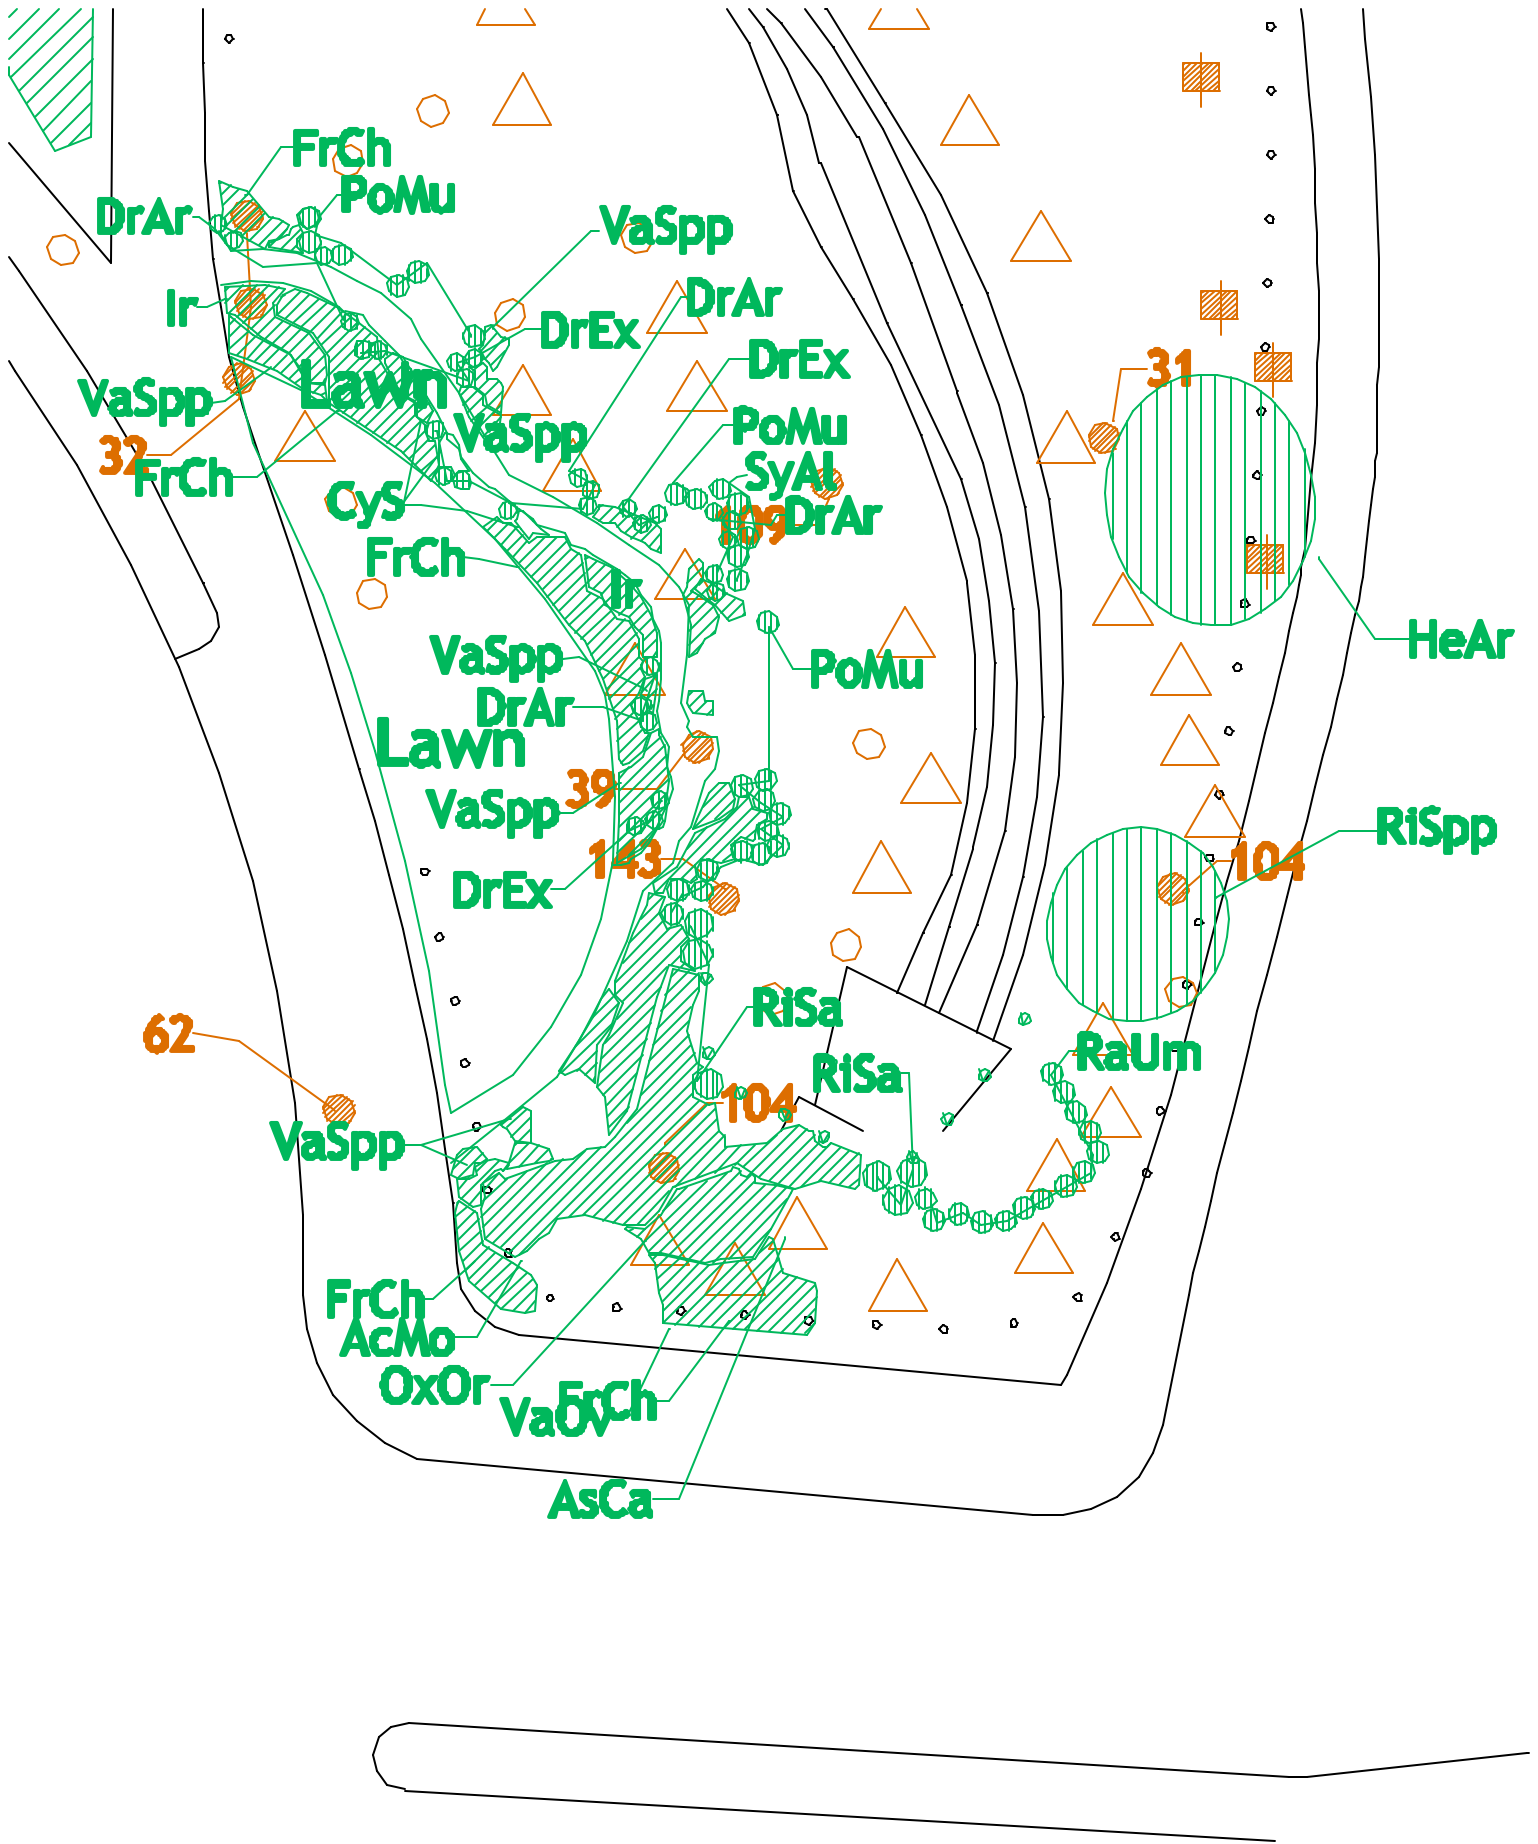 FrCh
PoMu
DrAr
VaSpp
Ir
DrAr
DrEx
DrEx
31
Lawn
VaSpp
PoMu
VaSpp
32
FrCh
SyAl
CyS
109
DrAr
FrCh
Ir
HeAr
VaSpp
PoMu
DrAr
Lawn
39
VaSpp
RiSpp
143
104
DrEx
RiSa
62
RaUm
RiSa
104
VaSpp
FrCh
AcMo
OxOr
FrCh
VaOv
AsCa